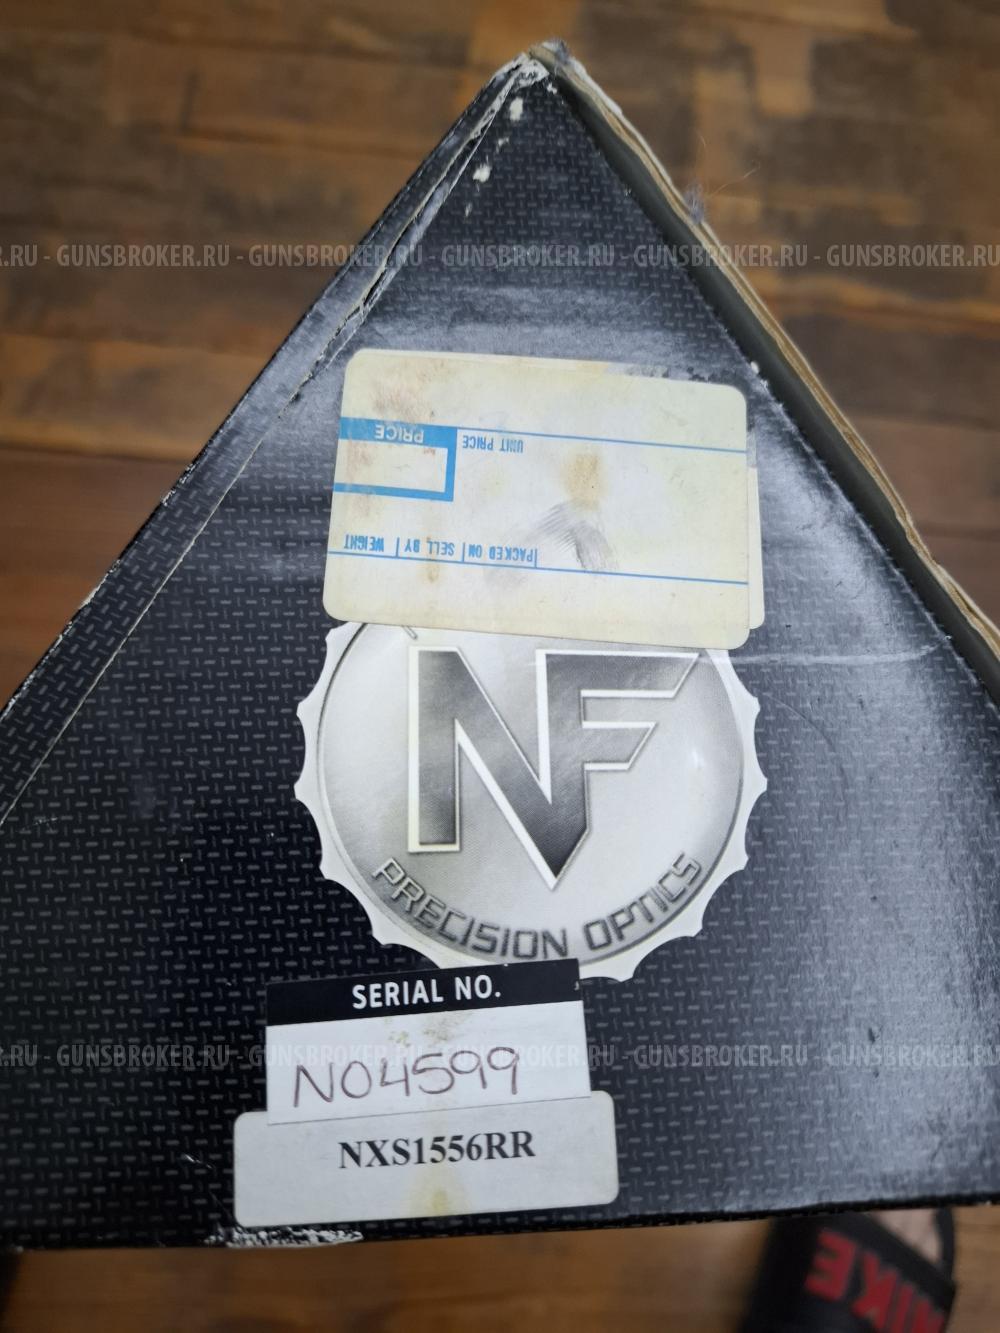 .RU - GUNSBROKER.RU - GUNSBROKER.RU - GUNSBROKER.RU - GUNSBROKER.RU - GUNSBROKER.RU
PRICE
UNIT PRICE
WEIGHT
SELL BY
PACKED ON
NF
PRECISION OPTICS
SERIAL NO.
.RU - GUNSBROKER.RU - GUNSBROKER.RU - GUNSBROKER.RU - GUNSBROKER.RU - GUNSBROKER.RU
NO4599
NXS1556RR
NIKE